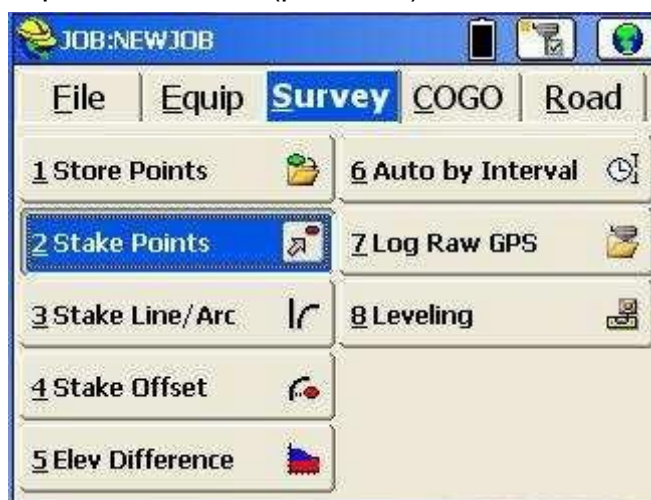 JOB:NEWJOB
File Equip Survey COGO Road
1 Store Points
2 Stake Points
3 Stake Line/Arc
4 Stake Offset
5 Elev Difference
6 Auto by Interval
7 Log Raw GPS
8 Leveling